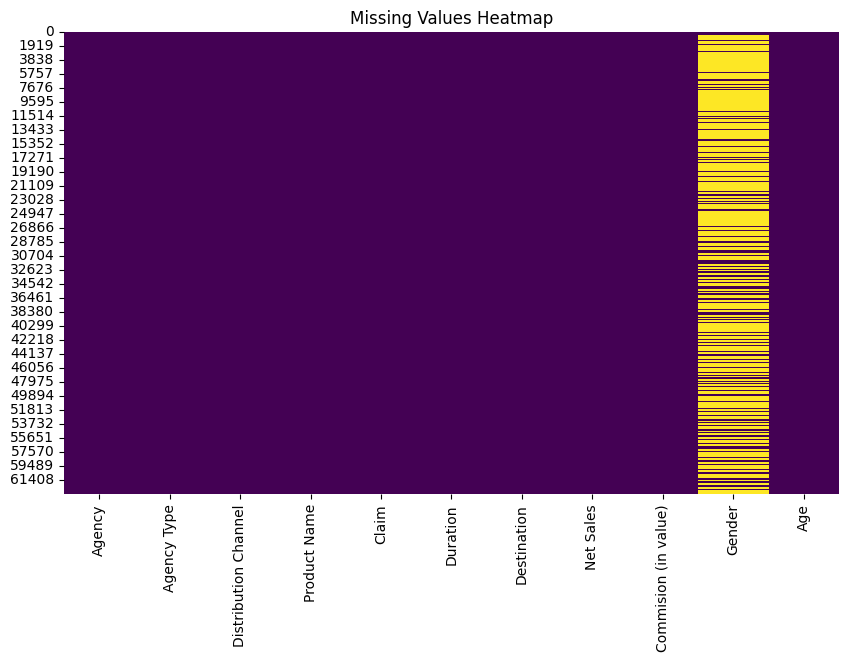 Missing Values Heatmap
0
1919
3838
5757
7676
9595
11514
13433
15352
17271
19190
21109
23028
24947
26866
28785
30704
32623
34542
36461
38380
40299
42218
44137
46056
47975
49894
51813
53732
55651
57570
59489
61408
Agency
Agency Type
Distribution Channel
Product Name
Claim
Duration
Destination
Net Sales
Commision (in value)
Gender
Age